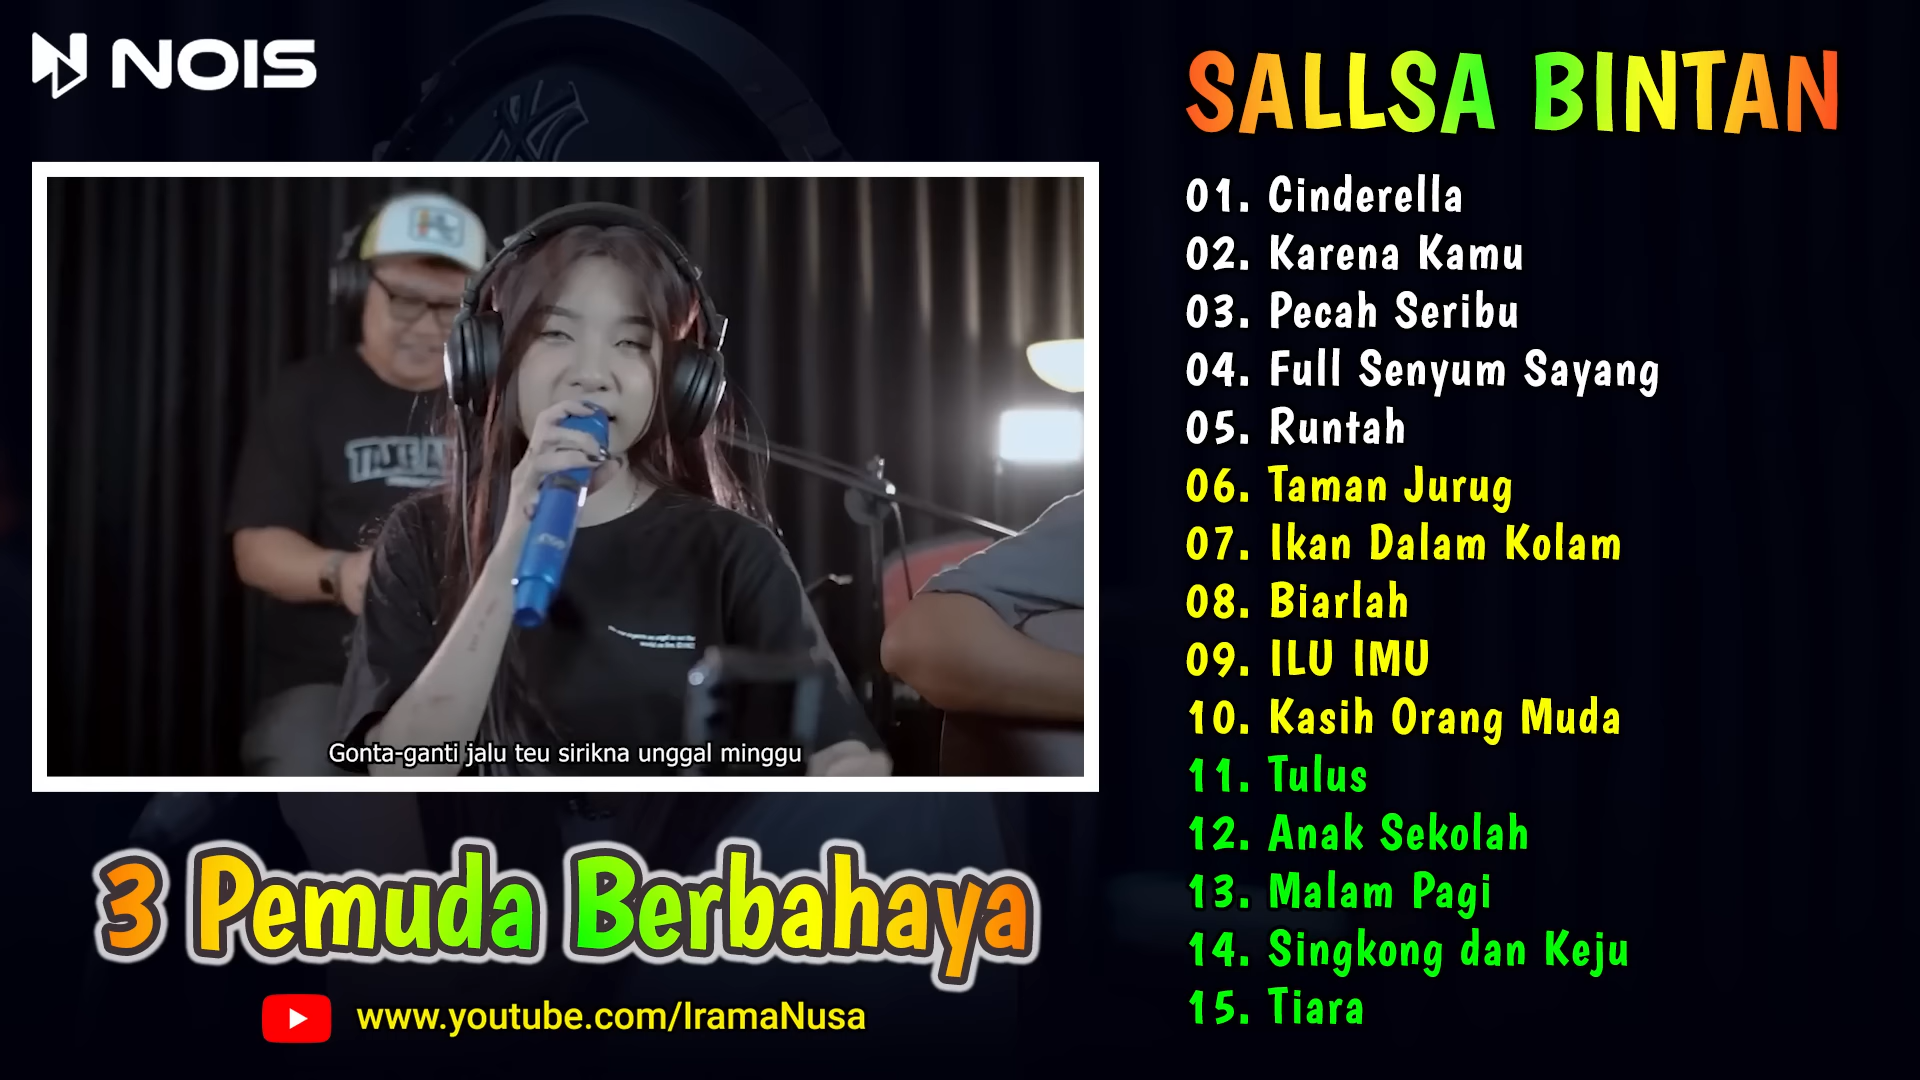 NOIS
SALLSA BINTAN
01. Cinderella
02. Karena Kamu
03. Pecah Seribu
04. Full Senyum Sayang
05. Runtah
06. Taman Jurug
07. Ikan Dalam Kolam
08. Biarlah
09. ILU IMU
10. Kasih Orang Muda
11. Tulus
12. Anak Sekolah
13. Malam Pagi
14. Singkong dan Keju
15. Tiara
Gonta-ganti jalu teu sirikna unggal minggu
3 Pemuda Berbahaya
www.youtube.com/IramaNusa